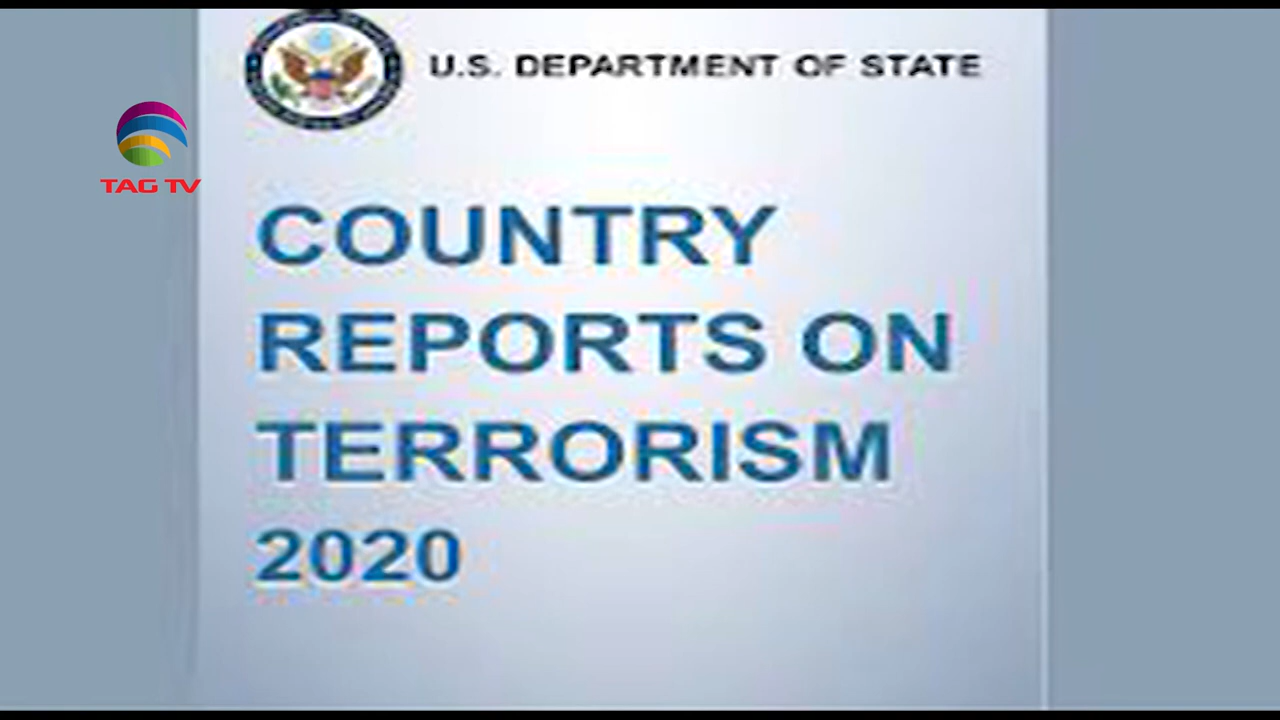 U.S. DEPARTMENT OF STATE
TAG TV
COUNTRY
REPORTS ON
TERRORISM
2020